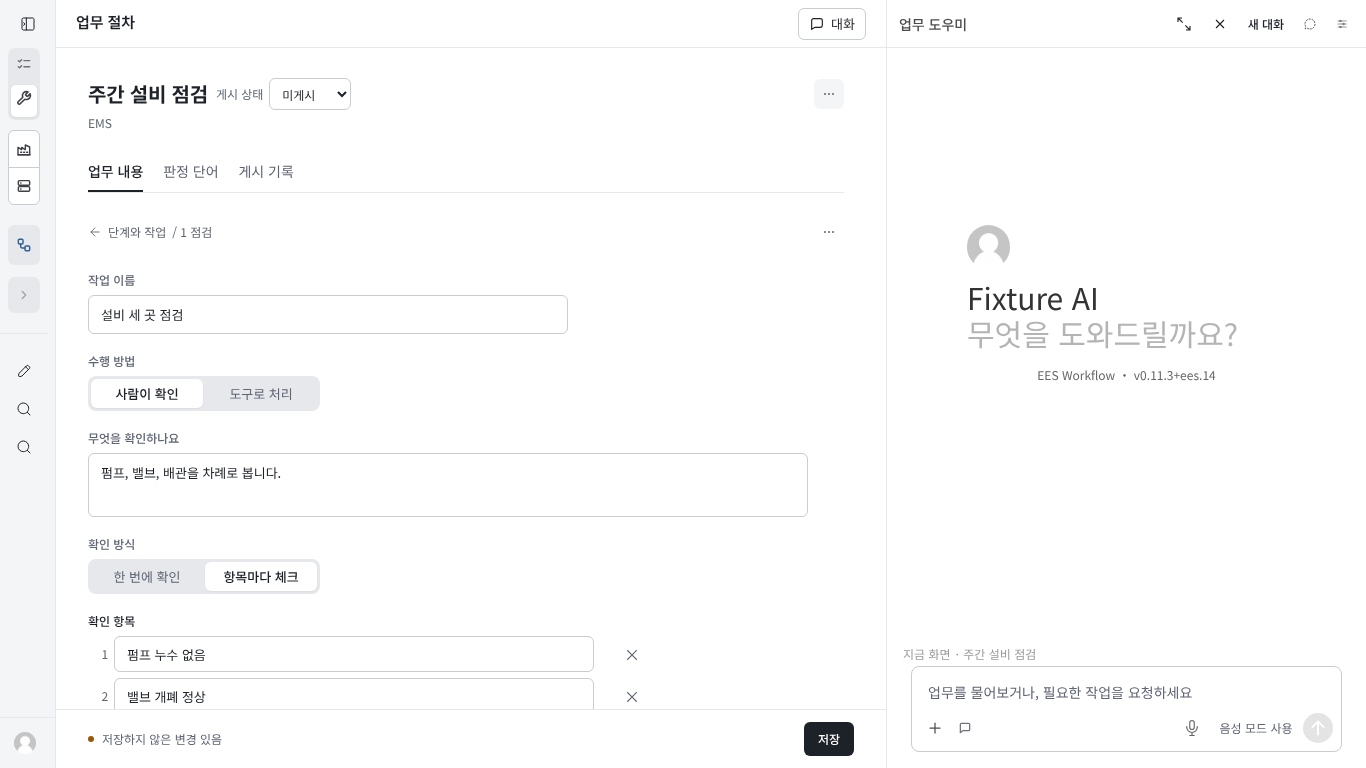 업무 절차
대화
주간 설비 점검
게시 상태
미게시
EMS
업무 내용
판정 단어
게시 기록
단계와 작업 / 1 점검
작업 이름
설비 세 곳 점검
수행 방법
사람이 확인
도구로 처리
무엇을 확인하나요
펌프, 밸브, 배관을 차례로 봅니다.
확인 방식
한 번에 확인
항목마다 체크
확인 항목
1 펌프 누수 없음
2 밸브 개폐 정상
저장하지 않은 변경 있음
저장
업무 도우미
새 대화
Fixture AI
무엇을 도와드릴까요?
EES Workflow • v0.11.3+ees.14
지금 화면 · 주간 설비 점검
업무를 물어보거나, 필요한 작업을 요청하세요
음성 모드 사용